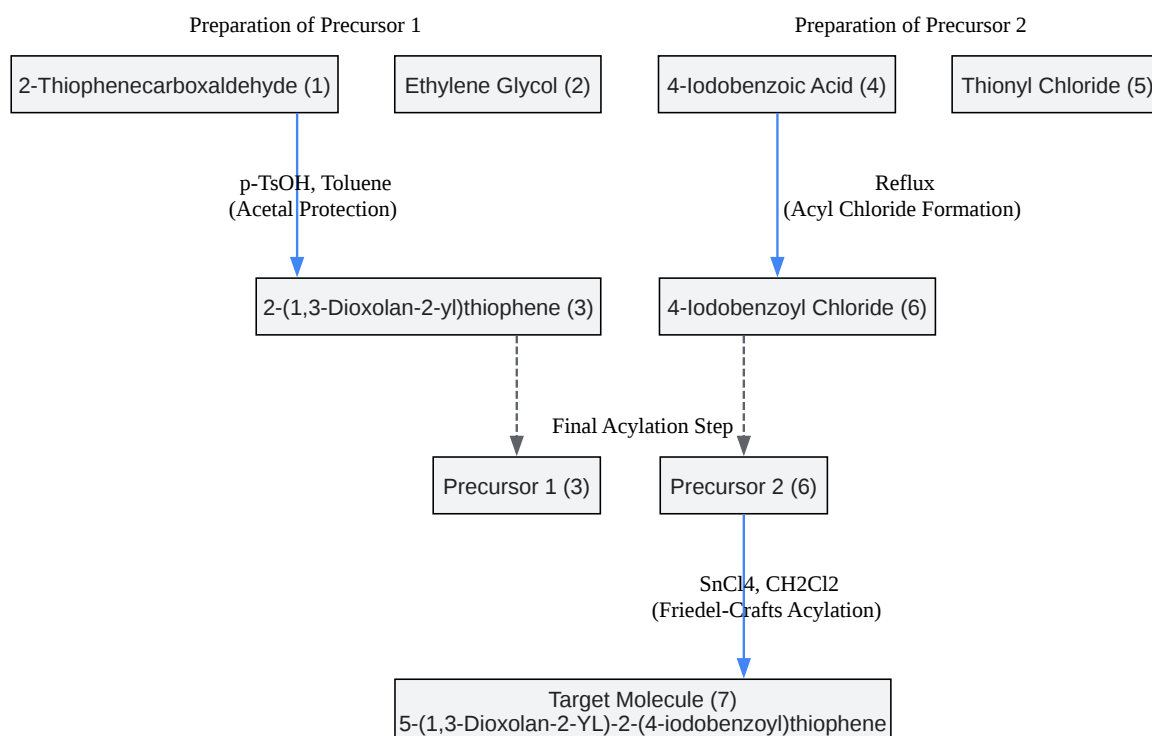 Preparation of Precursor 1
Preparation of Precursor 2
2-Thiophenecarboxaldehyde (1)
Ethylene Glycol (2)
4-Iodobenzoic Acid (4)
Thionyl Chloride (5)
p-TsOH, Toluene
(Acetal Protection)
Reflux
(Acyl Chloride Formation)
2-(1,3-Dioxolan-2-yl)thiophene (3)
4-Iodobenzoyl Chloride (6)
Final Acylation Step
Precursor 1 (3)
Precursor 2 (6)
SnCl4, CH2Cl2
(Friedel-Crafts Acylation)
Target Molecule (7)
5-(1,3-Dioxolan-2-YL)-2-(4-iodobenzoyl)thiophene